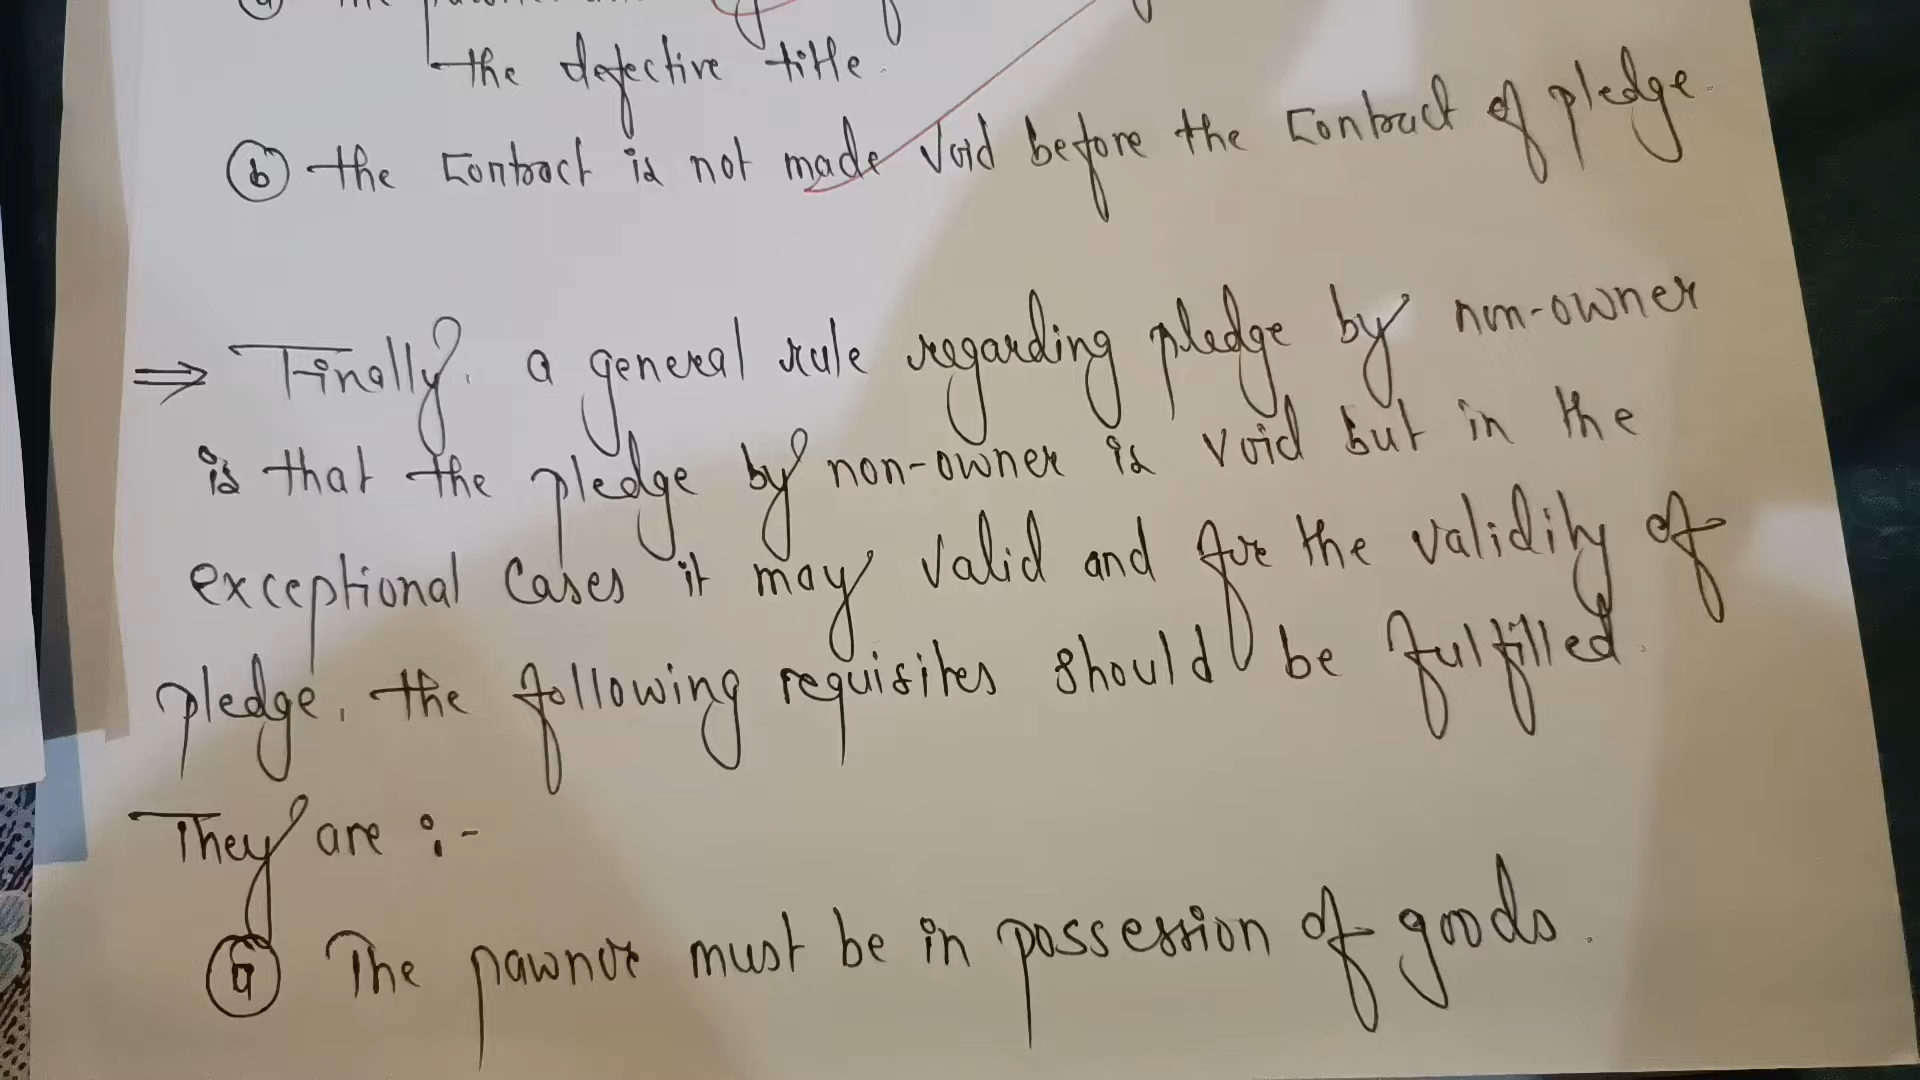 the defective title.
(b) the Contract is not made void before the Contract of pledge.
⇒ Finally, a general rule regarding pledge by non-owner
is that the pledge by non-owner is void but in the
exceptional Cases it may valid and for the validity of
pledge, the following requisites should be fulfilled.
They are :-
(a) The pawnor must be in possession of goods.